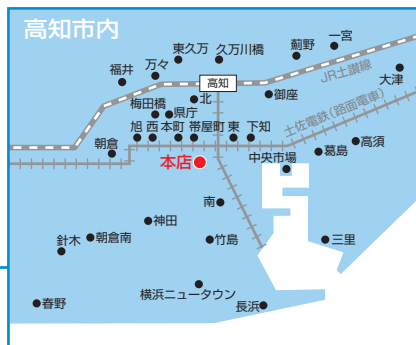 高知市内
一宮
東久万
久万川橋
薊野
万々
福井
高知
JR土讃線
大津
御座
北
梅田橋
県庁
土佐電鉄(路面電車)
旭
西
本町
帯屋町
東
下知
高須
朝倉
葛島
本店
中央市場
南
神田
針木
朝倉南
竹島
三里
横浜ニュータウン
春野
長浜